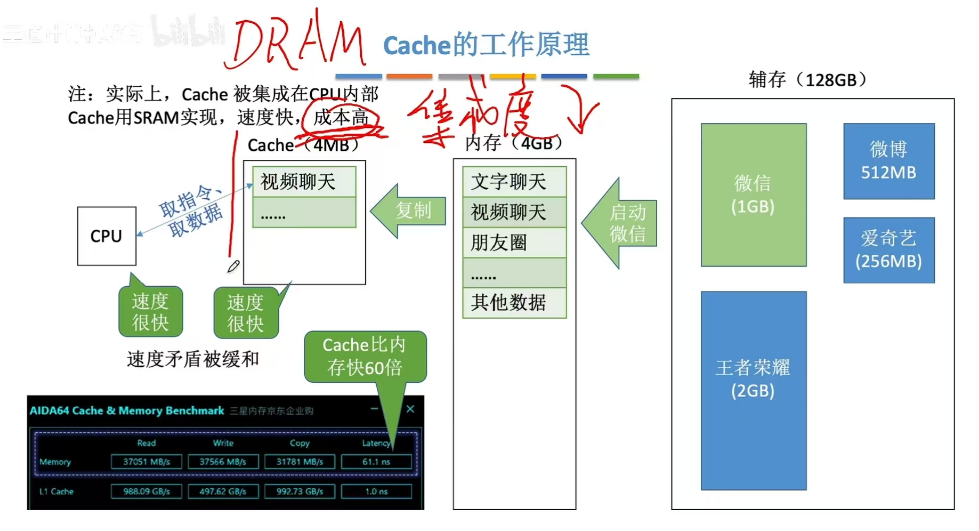 bilibili
DRAM
Cache的工作原理
注：实际上，Cache 被集成在CPU内部
Cache用SRAM实现，速度快，成本高
集成度
Cache（4MB）
视频聊天
……
取指令、
取数据
CPU
速度
很快
速度
很快
速度矛盾被缓和
复制
内存（4GB）
文字聊天
视频聊天
朋友圈
……
其他数据
启动
微信
辅存（128GB）
微信
(1GB)
微博
512MB
爱奇艺
(256MB)
王者荣耀
(2GB)
Cache比内
存快60倍
AIDA64 Cache & Memory Benchmark 三星内存京东企业购
Read Write Copy Latency
Memory 37051 MB/s 37566 MB/s 31781 MB/s 61.1 ns
L1 Cache 988.09 GB/s 497.62 GB/s 992.73 GB/s 1.0 ns